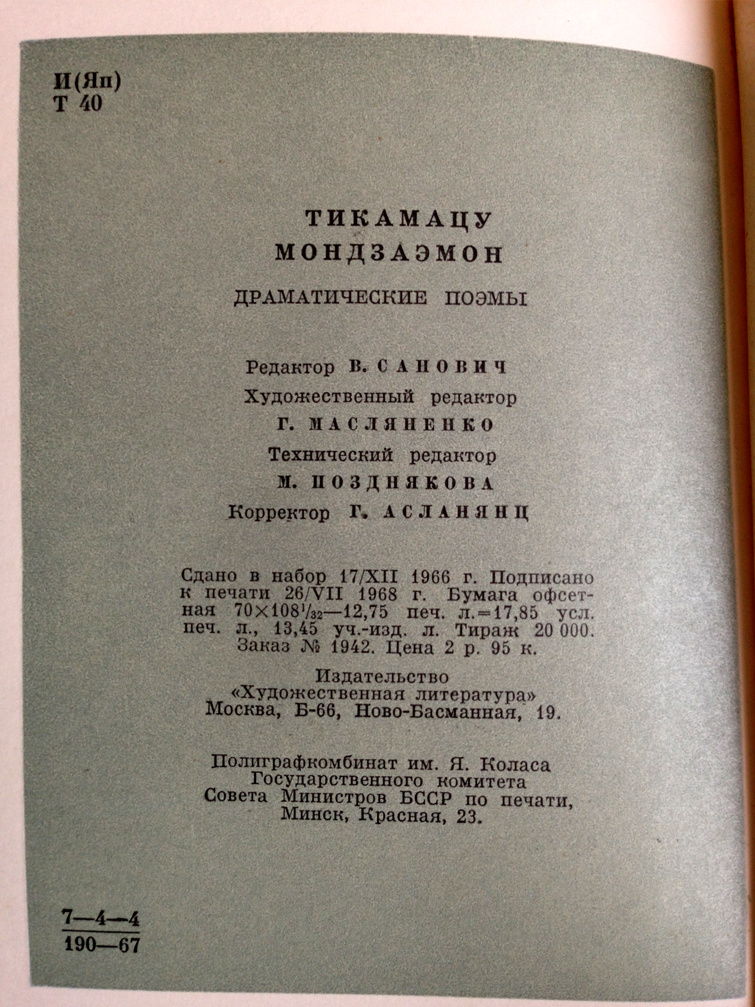 И(Яп)
Т 40
ТИКАМАЦУ
МОНДЗАЭМОН
ДРАМАТИЧЕСКИЕ ПОЭМЫ
Редактор В. САНОВИЧ
Художественный редактор
Г. МАСЛЯНЕНКО
Технический редактор
М. ПОЗДНЯКОВА
Корректор Г. АСЛАНЯНЦ
Сдано в набор 17/XII 1966 г. Подписано
к печати 26/VII 1968 г. Бумага офсет-
ная 70×108¹/₃₂—12,75 печ. л.=17,85 усл.
печ. л., 13,45 уч.-изд. л. Тираж 20 000.
Заказ № 1942. Цена 2 р. 95 к.
Издательство
«Художественная литература»
Москва, Б-66, Ново-Басманная, 19.
Полиграфкомбинат им. Я. Коласа
Государственного комитета
Совета Министров БССР по печати,
Минск, Красная, 23.
7—4—4
190—67